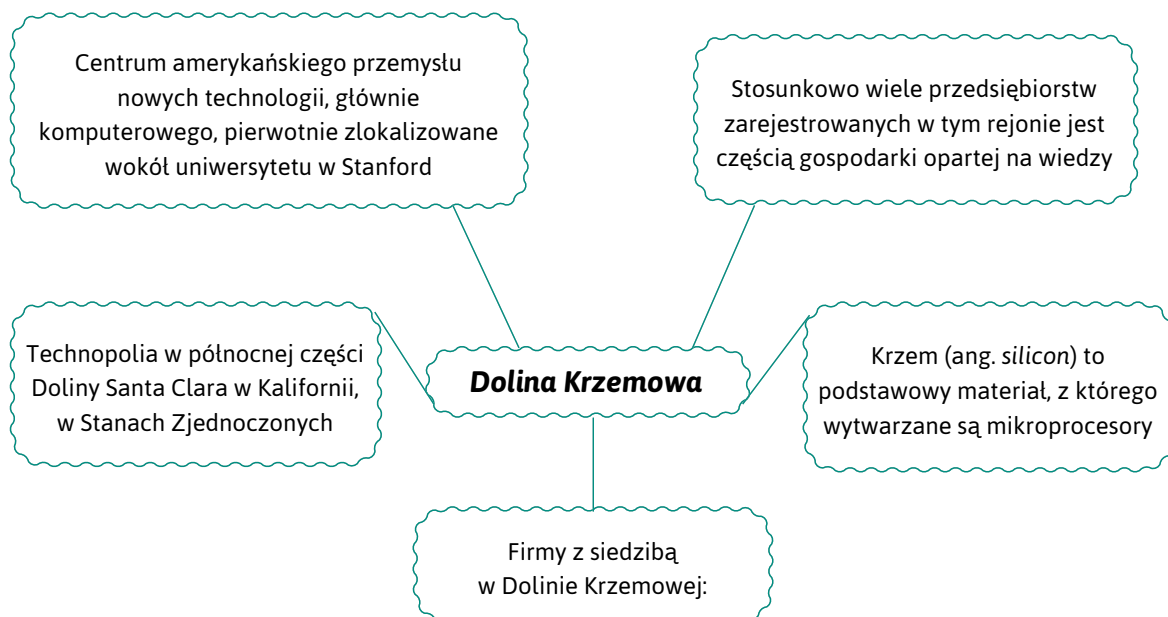 Centrum amerykańskiego przemysłu
nowych technologii, głównie
komputerowego, pierwotnie zlokalizowane
wokół uniwersytetu w Stanford
Stosunkowo wiele przedsiębiorstw
zarejestrowanych w tym rejonie jest
częścią gospodarki opartej na wiedzy
Technopolia w północnej części
Doliny Santa Clara w Kalifornii,
w Stanach Zjednoczonych
Dolina Krzemowa
Krzem (ang. silicon) to
podstawowy materiał, z którego
wytwarzane są mikroprocesory
Firmy z siedzibą
w Dolinie Krzemowej: